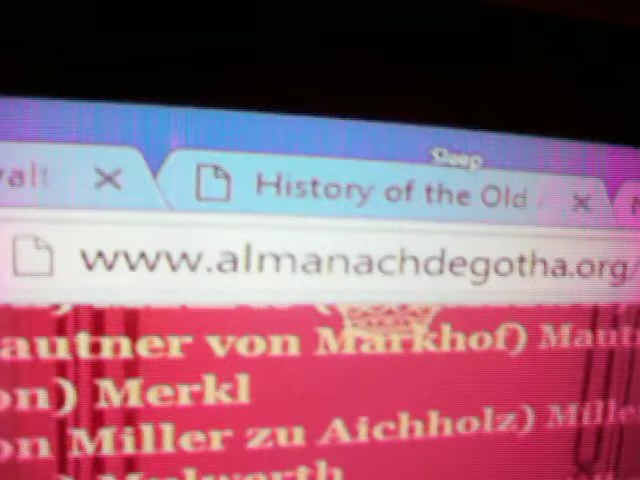 Sleep
valt
History of the Old
www.almanachdegotha.org/
autner von Markhof) Maut
on) Merkl
on Miller zu Aichholz) Mille